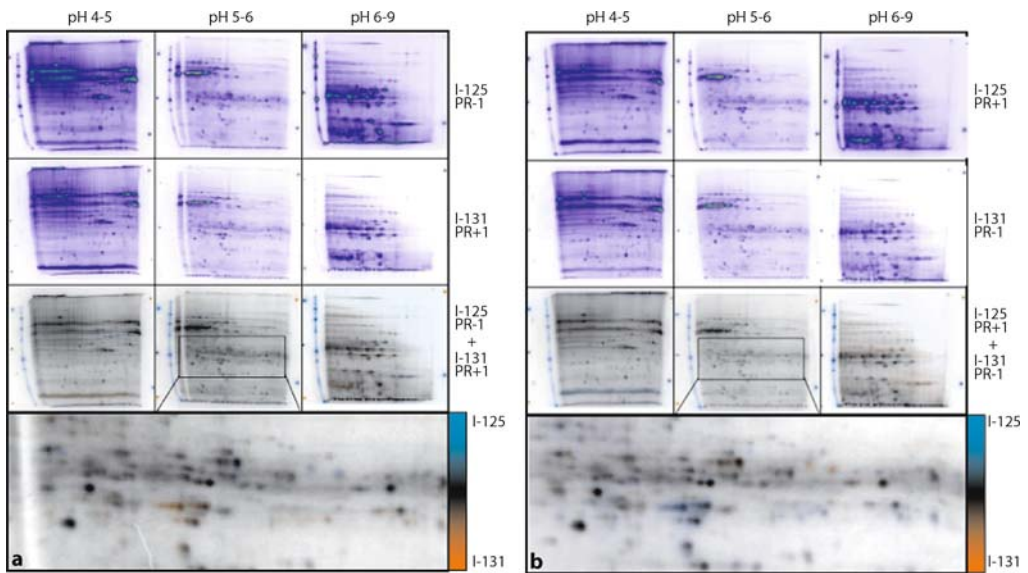 pH 4-5 pH 5-6 pH 6-9
I-125
PR-1
I-131
PR+1
I-125
PR-1
+
I-131
PR+1
I-125
I-131
a
pH 4-5 pH 5-6 pH 6-9
I-125
PR+1
I-131
PR-1
I-125
PR+1
+
I-131
PR-1
I-125
I-131
b